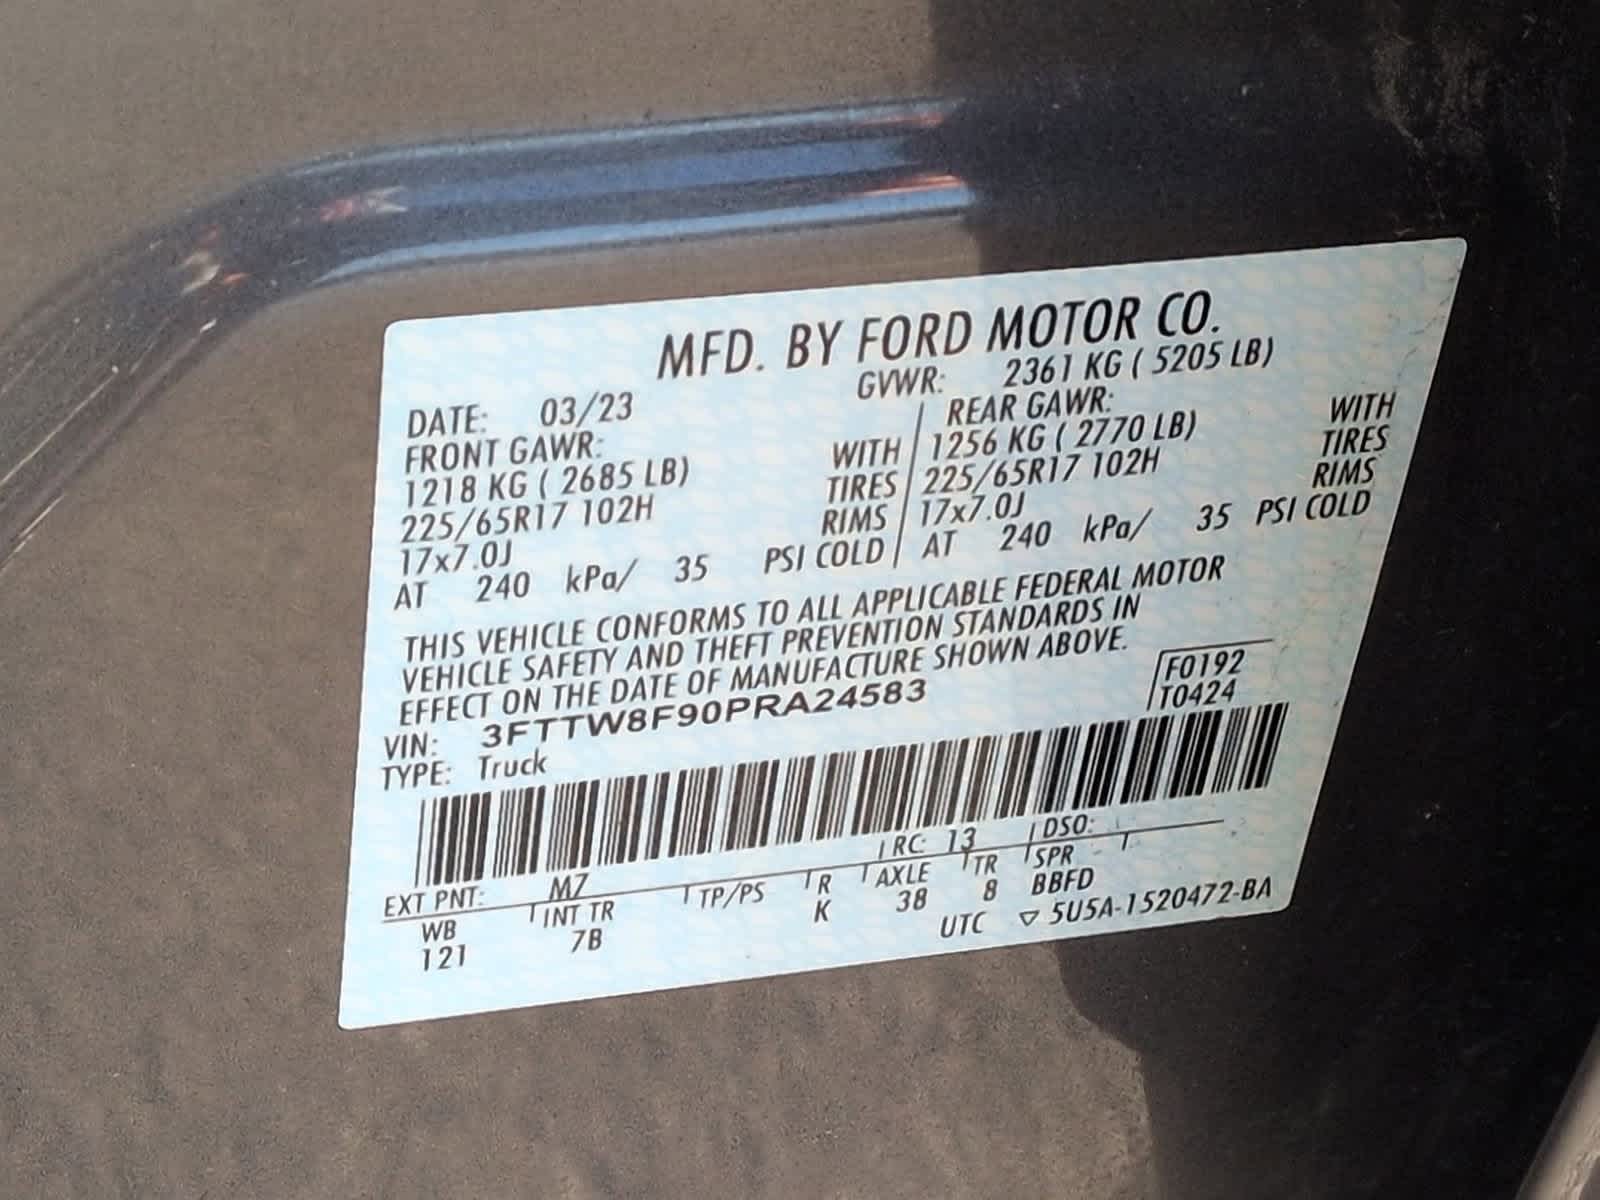 MFD. BY FORD MOTOR CO.
DATE: 03/23 GVWR: 2361 KG ( 5205 LB)
FRONT GAWR: REAR GAWR:
1218 KG ( 2685 LB) WITH 1256 KG ( 2770 LB) WITH
225/65R17 102H TIRES 225/65R17 102H TIRES
17x7.0J RIMS 17x7.0J RIMS
AT 240 kPa/ 35 PSI COLD AT 240 kPa/ 35 PSI COLD
THIS VEHICLE CONFORMS TO ALL APPLICABLE FEDERAL MOTOR
VEHICLE SAFETY AND THEFT PREVENTION STANDARDS IN
EFFECT ON THE DATE OF MANUFACTURE SHOWN ABOVE.
VIN: 3FTTW8F90PRA24583 F0192
TYPE: Truck T0424
EXT PNT: M7 RC: 13 DSO:
WB INT TR TP/PS R AXLE TR SPR
121 7B K 38 8 BBFD
UTC ▽ 5U5A-1520472-BA